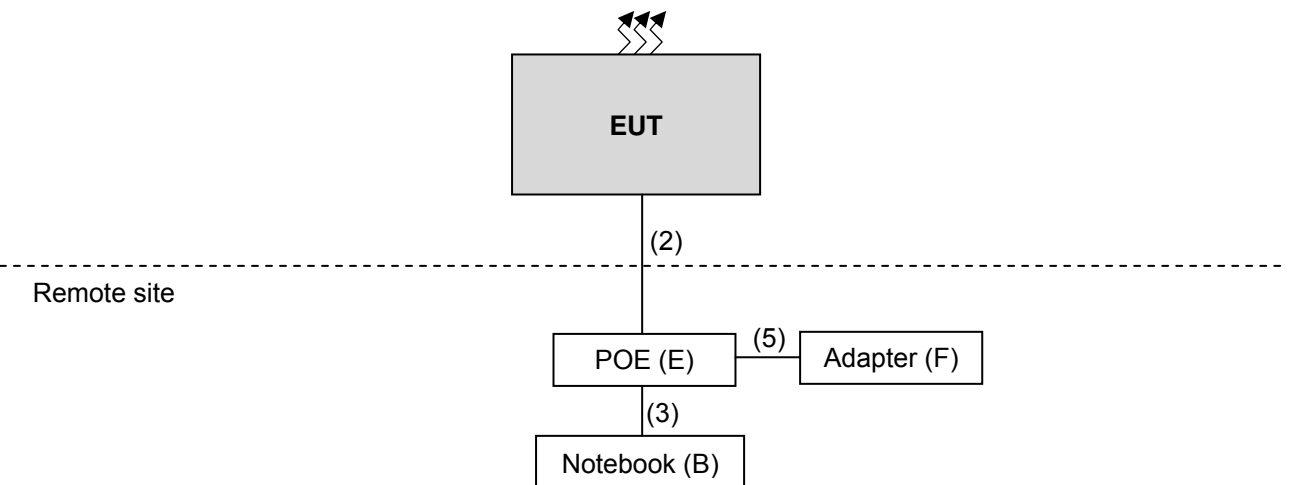 EUT
(2)
Remote site
POE (E)
(5)
Adapter (F)
(3)
Notebook (B)